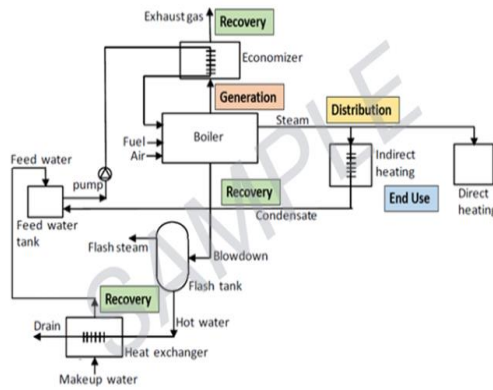 Exhaust gas
Recovery
Economizer
Generation
Steam
Distribution
Boiler
Fuel
Air
Indirect
heating
Direct
heating
Feed water
pump
Feed water
tank
Recovery
Condensate
End Use
Flash steam
Blowdown
Flash tank
Recovery
Hot water
Drain
Heat exchanger
Makeup water
SAMPLE